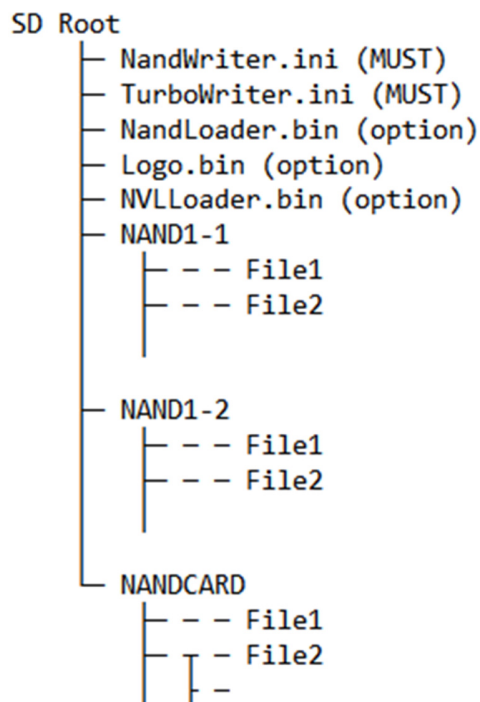 SD Root
NandWriter.ini (MUST)
TurboWriter.ini (MUST)
NandLoader.bin (option)
Logo.bin (option)
NVLLoader.bin (option)
NAND1-1
File1
File2
NAND1-2
File1
File2
NANDCARD
File1
File2